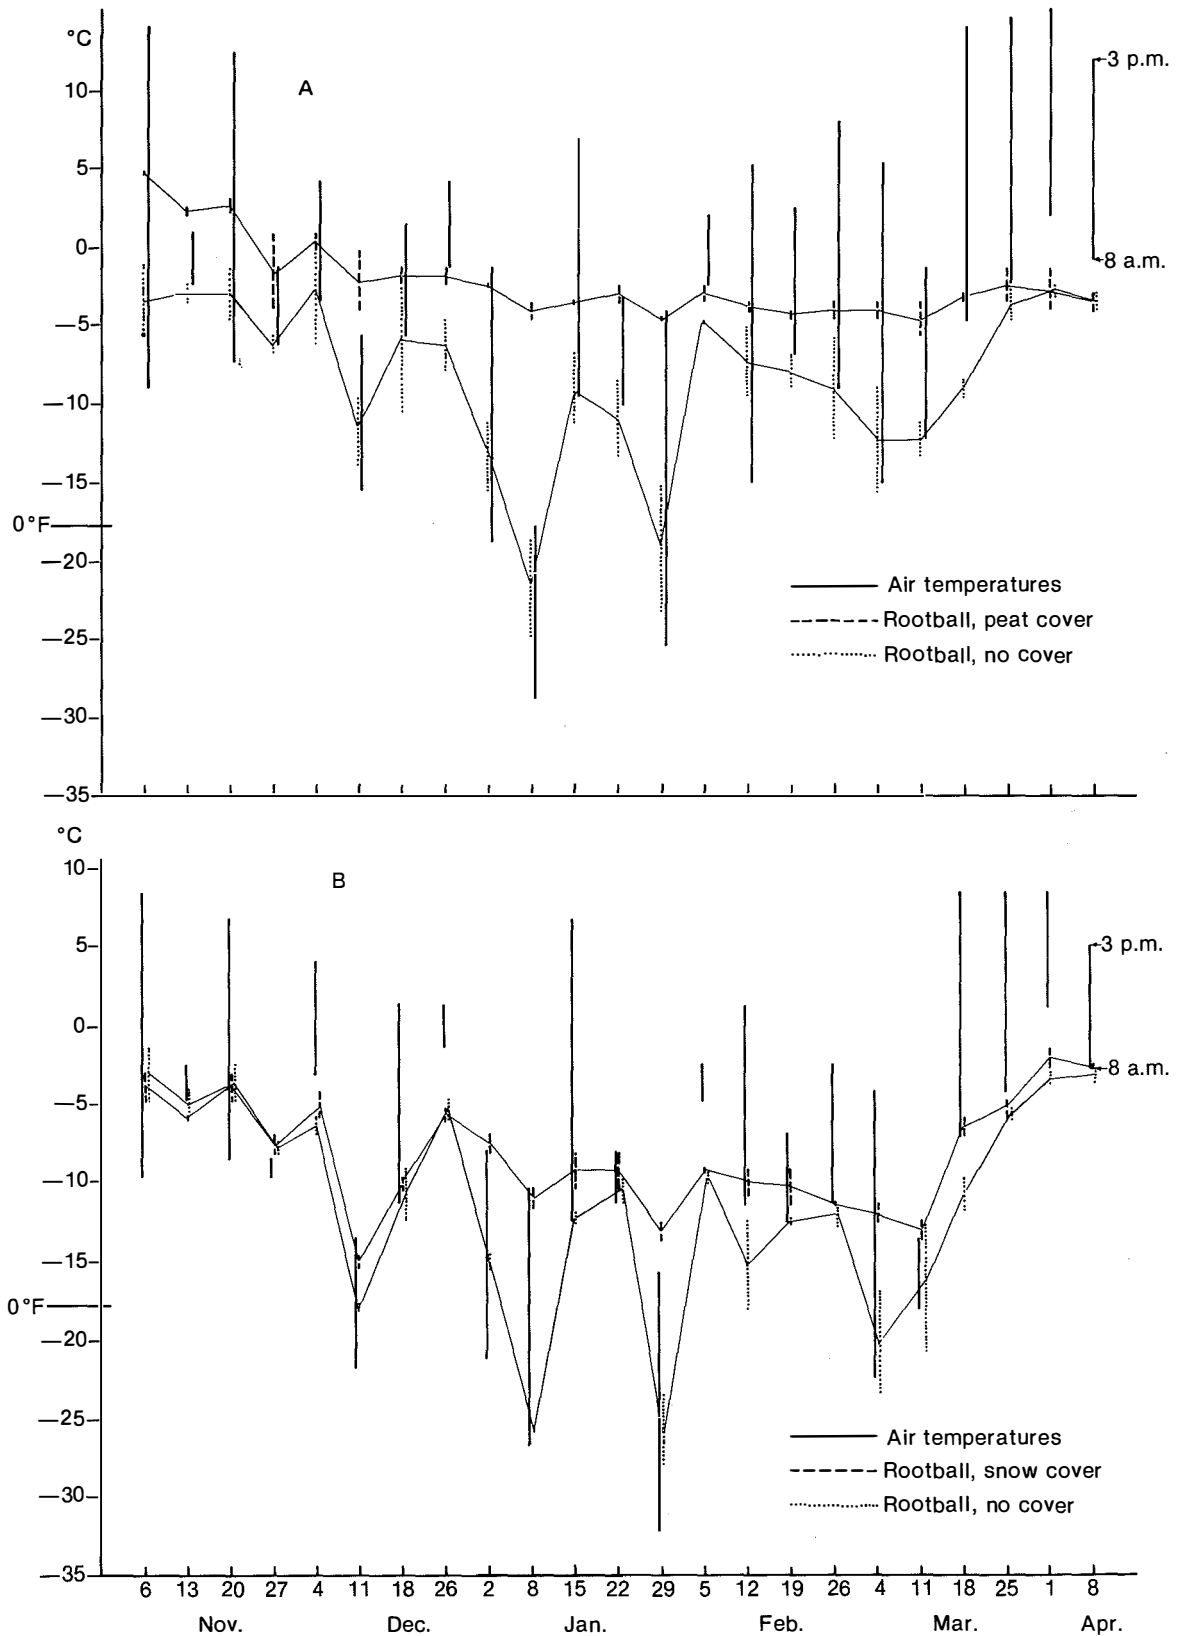 °C
A
3 p.m.
10–
5–
0–
8 a.m.
—5–
—10–
—15–
0°F
—20–
—25–
—30–
—35
Air temperatures
Rootball, peat cover
Rootball, no cover
°C
B
10–
5–
3 p.m.
0–
8 a.m.
—5–
—10–
—15–
0°F
—20–
—25–
—30–
—35
Air temperatures
Rootball, snow cover
Rootball, no cover
6 13 20 27 4 11 18 26 2 8 15 22 29 5 12 19 26 4 11 18 25 1 8
Nov. Dec. Jan. Feb. Mar. Apr.